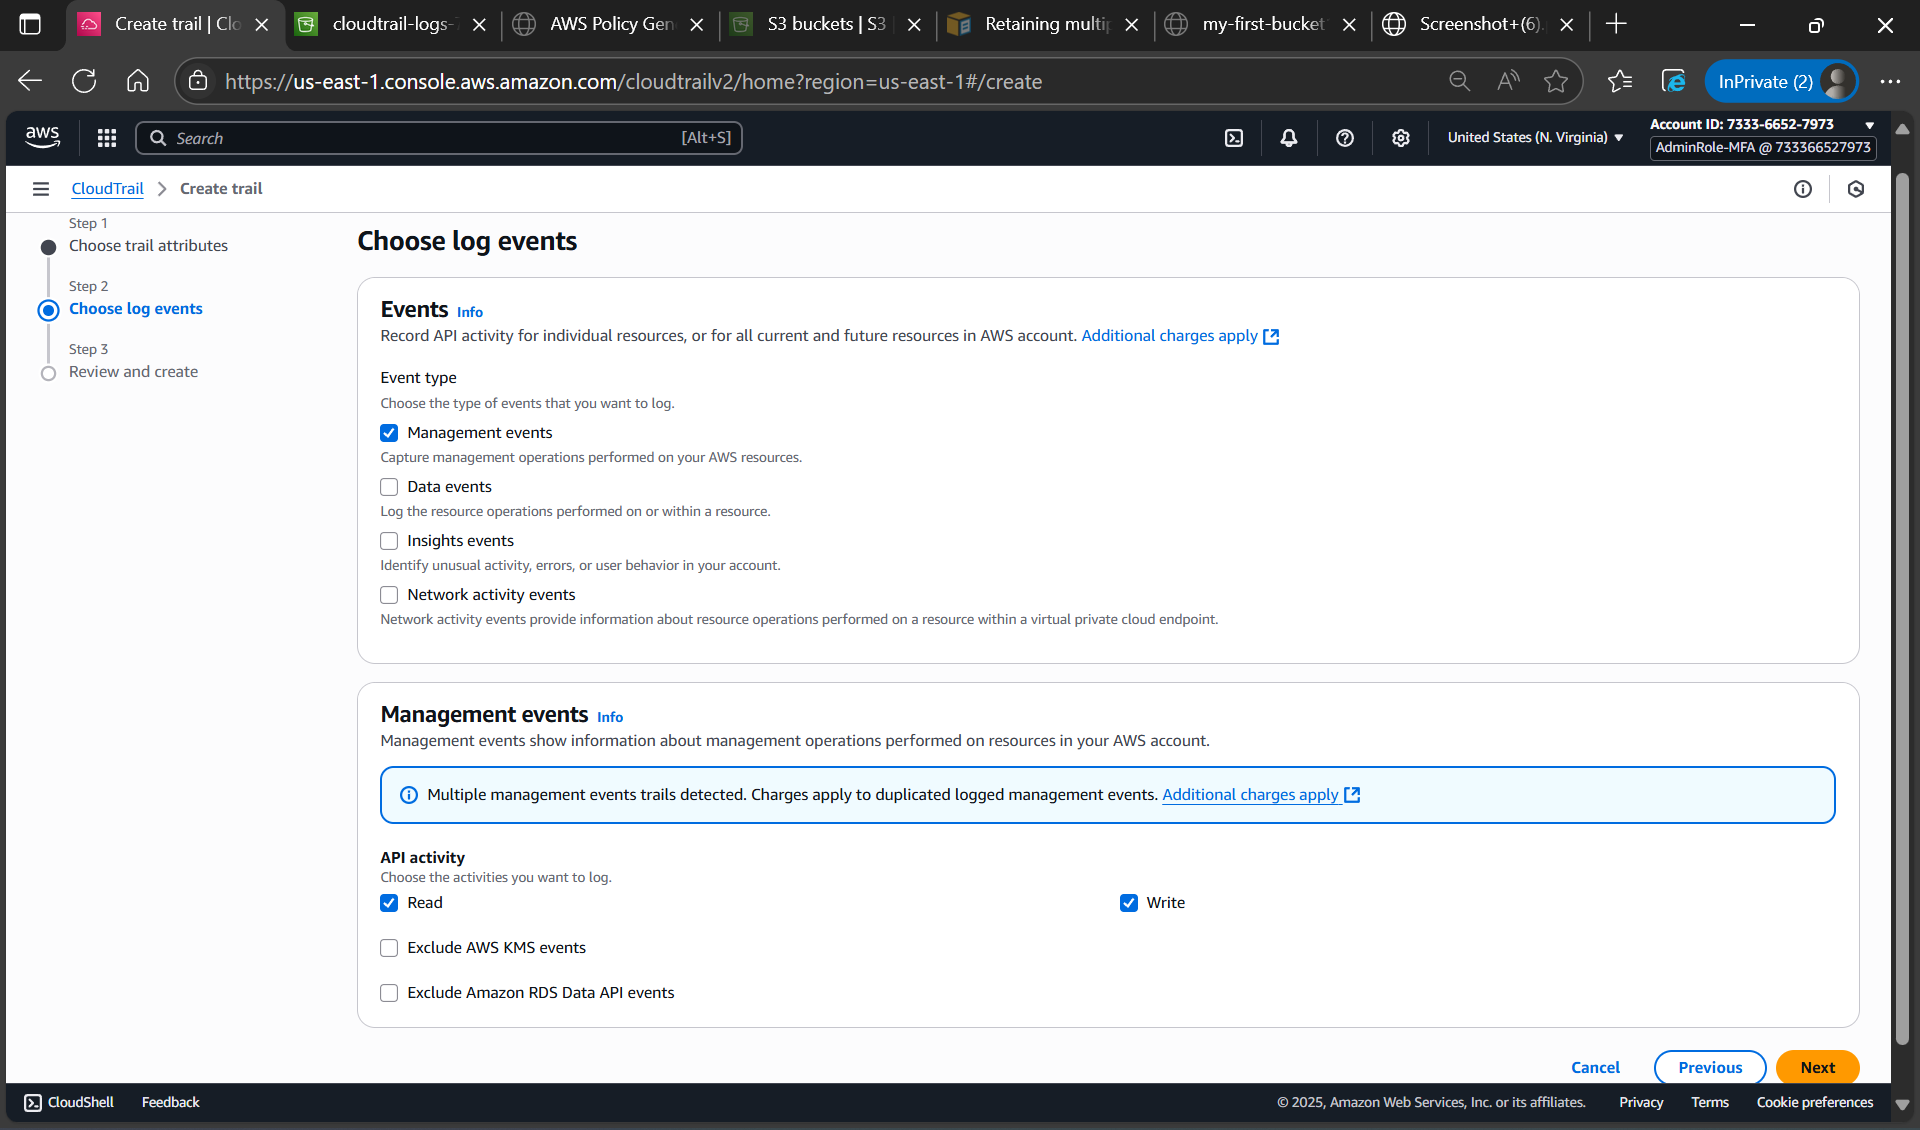 Create trail | Clo
cloudtrail-logs-7
AWS Policy Gen
S3 buckets | S3
Retaining multip
my-first-bucket
Screenshot+(6).
https://us-east-1.console.aws.amazon.com/cloudtrailv2/home?region=us-east-1#/create
InPrivate (2)
aws
Search
[Alt+S]
United States (N. Virginia)
Account ID: 7333-6652-7973
AdminRole-MFA @ 733366527973
CloudTrail
Create trail
Step 1
Choose trail attributes
Step 2
Choose log events
Step 3
Review and create
Choose log events
Events Info
Record API activity for individual resources, or for all current and future resources in AWS account. Additional charges apply
Event type
Choose the type of events that you want to log.
Management events
Capture management operations performed on your AWS resources.
Data events
Log the resource operations performed on or within a resource.
Insights events
Identify unusual activity, errors, or user behavior in your account.
Network activity events
Network activity events provide information about resource operations performed on a resource within a virtual private cloud endpoint.
Management events Info
Management events show information about management operations performed on resources in your AWS account.
Multiple management events trails detected. Charges apply to duplicated logged management events. Additional charges apply
API activity
Choose the activities you want to log.
Read
Write
Exclude AWS KMS events
Exclude Amazon RDS Data API events
Cancel
Previous
Next
CloudShell
Feedback
© 2025, Amazon Web Services, Inc. or its affiliates.
Privacy
Terms
Cookie preferences